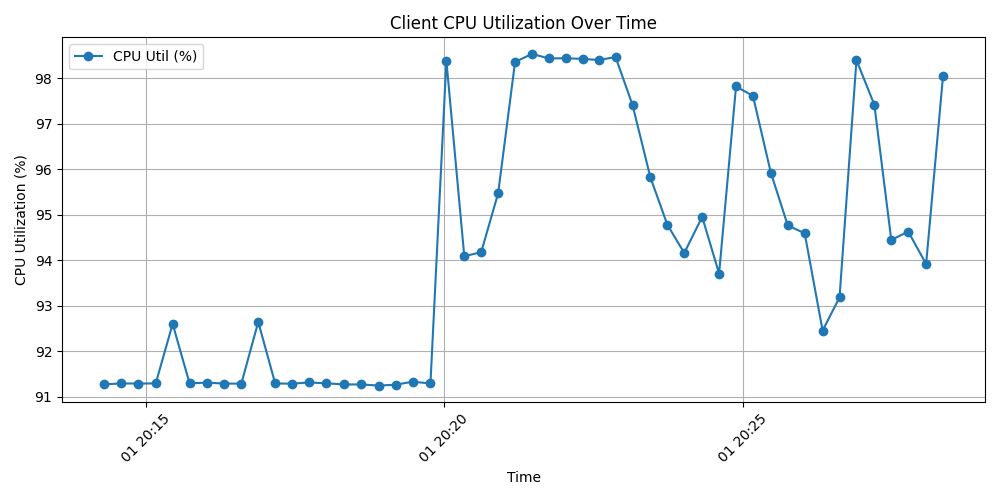 Client CPU Utilization Over Time
CPU Util (%)
CPU Utilization (%)
98
97
96
95
94
93
92
91
01 20:15
01 20:20
01 20:25
Time